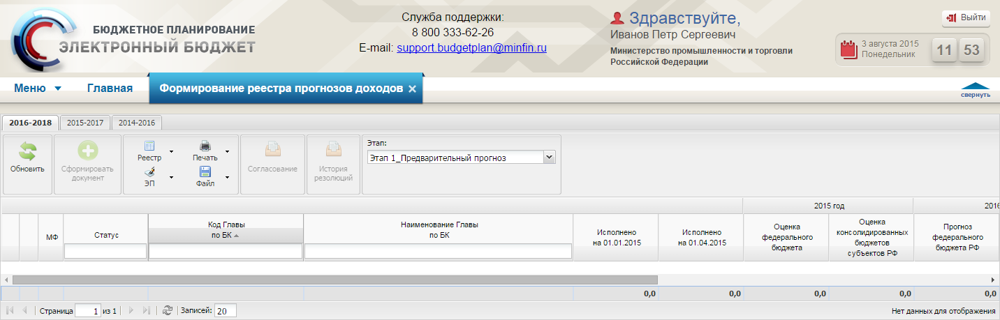 БЮДЖЕТНОЕ ПЛАНИРОВАНИЕ
ЭЛЕКТРОННЫЙ БЮДЖЕТ
Служба поддержки:
8 800 333-62-26
E-mail: support.budgetplan@minfin.ru
Здравствуйте,
Иванов Петр Сергеевич
Министерство промышленности и торговли
Российской Федерации
Выйти
3 августа 2015
Понедельник
11 53
Меню Главная Формирование реестра прогнозов доходов
свернуть
2016-2018 2015-2017 2014-2016
Обновить
Сформировать
документ
Реестр
Печать
ЭП
Файл
Согласование
История
резолюций
Этап:
Этап 1_Предварительный прогноз
2015 год
2016
МФ
Статус
Код Главы
по БК
Наименование Главы
по БК
Исполнено
на 01.01.2015
Исполнено
на 01.04.2015
Оценка
федерального
бюджета
Оценка
консолидированных
бюджетов
субъектов РФ
Прогноз
федерального
бюджета РФ
0,0 0,0 0,0 0,0 0,0
Страница 1 из 1 Записей: 20
Нет данных для отображения